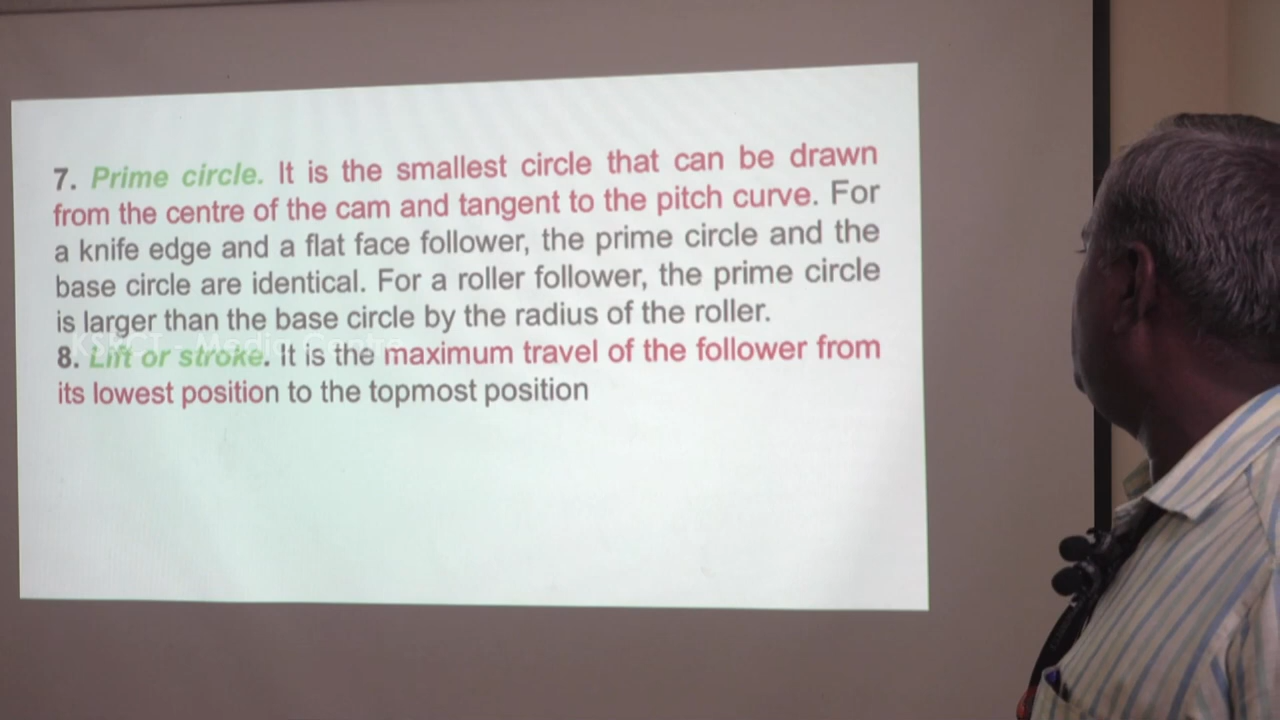 7. Prime circle. It is the smallest circle that can be drawn
from the centre of the cam and tangent to the pitch curve. For
a knife edge and a flat face follower, the prime circle and the
base circle are identical. For a roller follower, the prime circle
is larger than the base circle by the radius of the roller.
KSHCT - Media Centre
8. Lift or stroke. It is the maximum travel of the follower from
its lowest position to the topmost position